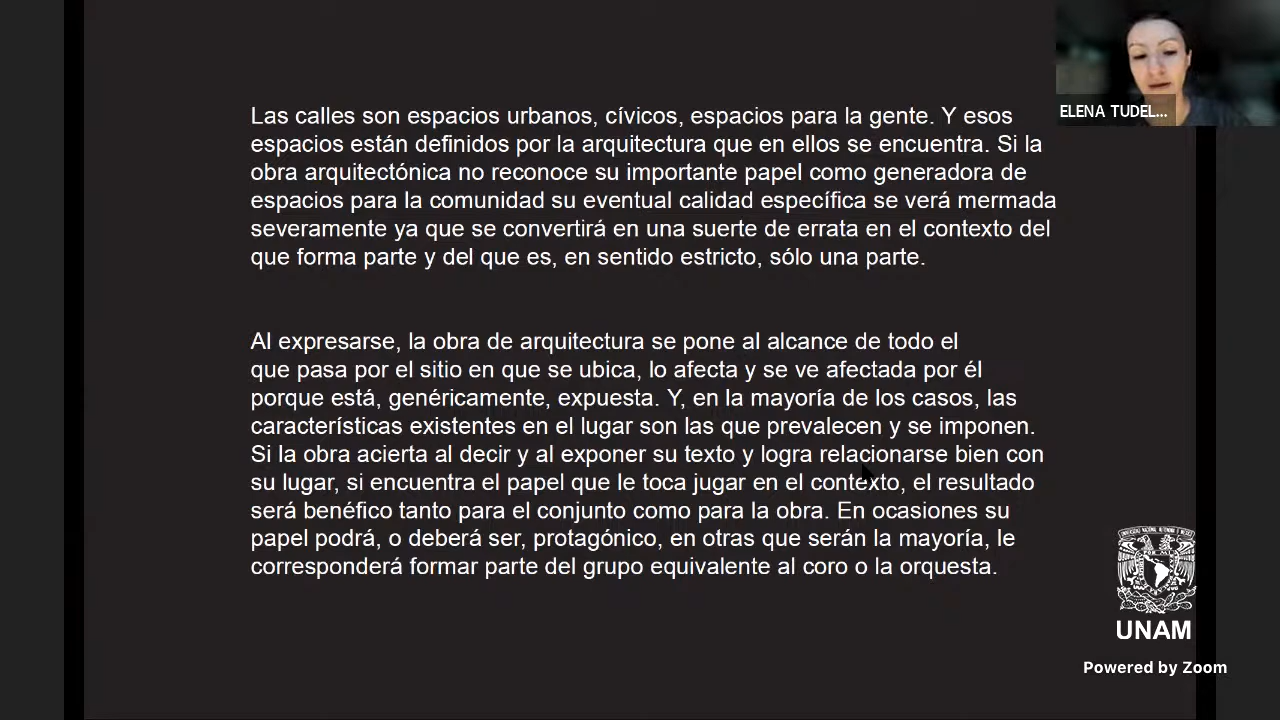 Las calles son espacios urbanos, cívicos, espacios para la gente. Y esos
espacios están definidos por la arquitectura que en ellos se encuentra. Si la
obra arquitectónica no reconoce su importante papel como generadora de
espacios para la comunidad su eventual calidad específica se verá mermada
severamente ya que se convertirá en una suerte de errata en el contexto del
que forma parte y del que es, en sentido estricto, sólo una parte.
Al expresarse, la obra de arquitectura se pone al alcance de todo el
que pasa por el sitio en que se ubica, lo afecta y se ve afectada por él
porque está, genéricamente, expuesta. Y, en la mayoría de los casos, las
características existentes en el lugar son las que prevalecen y se imponen.
Si la obra acierta al decir y al exponer su texto y logra relacionarse bien con
su lugar, si encuentra el papel que le toca jugar en el contexto, el resultado
será benéfico tanto para el conjunto como para la obra. En ocasiones su
papel podrá, o deberá ser, protagónico, en otras que serán la mayoría, le
corresponderá formar parte del grupo equivalente al coro o la orquesta.
ELENA TUDEL...
UNAM
Powered by Zoom